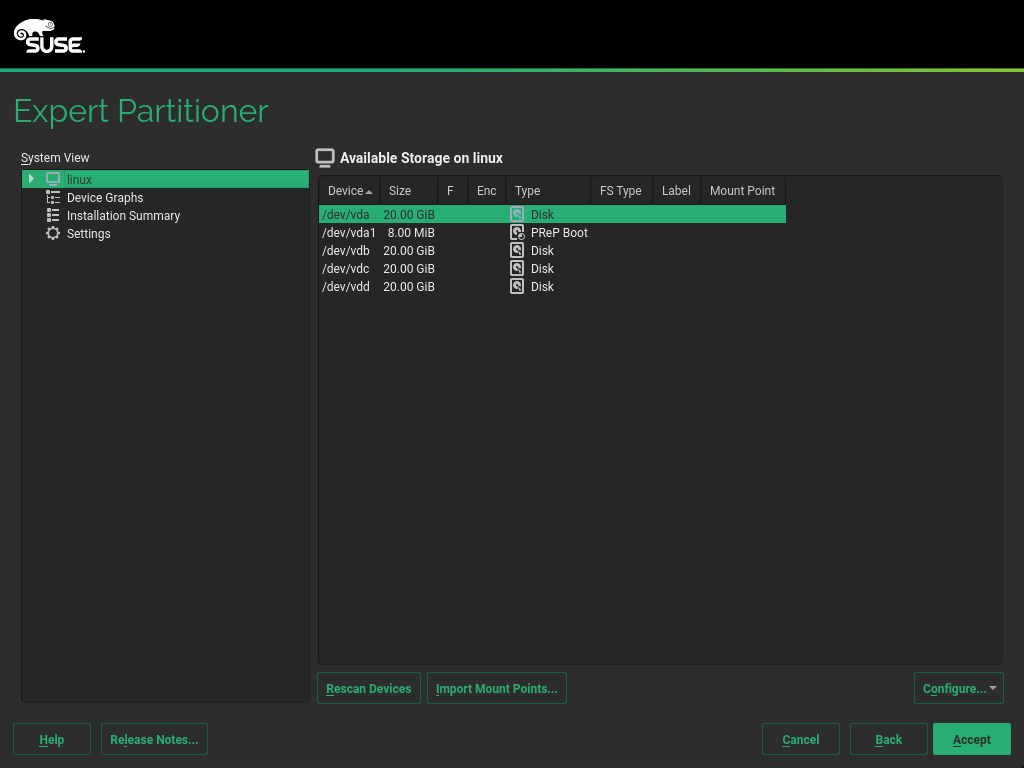 SUSE.
Expert Partitioner
System View
linux
Device Graphs
Installation Summary
Settings
Available Storage on linux
Device Size F Enc Type FS Type Label Mount Point
/dev/vda 20.00 GiB Disk
/dev/vda1 8.00 MiB PReP Boot
/dev/vdb 20.00 GiB Disk
/dev/vdc 20.00 GiB Disk
/dev/vdd 20.00 GiB Disk
Rescan Devices Import Mount Points... Configure...
Help Release Notes... Cancel Back Accept